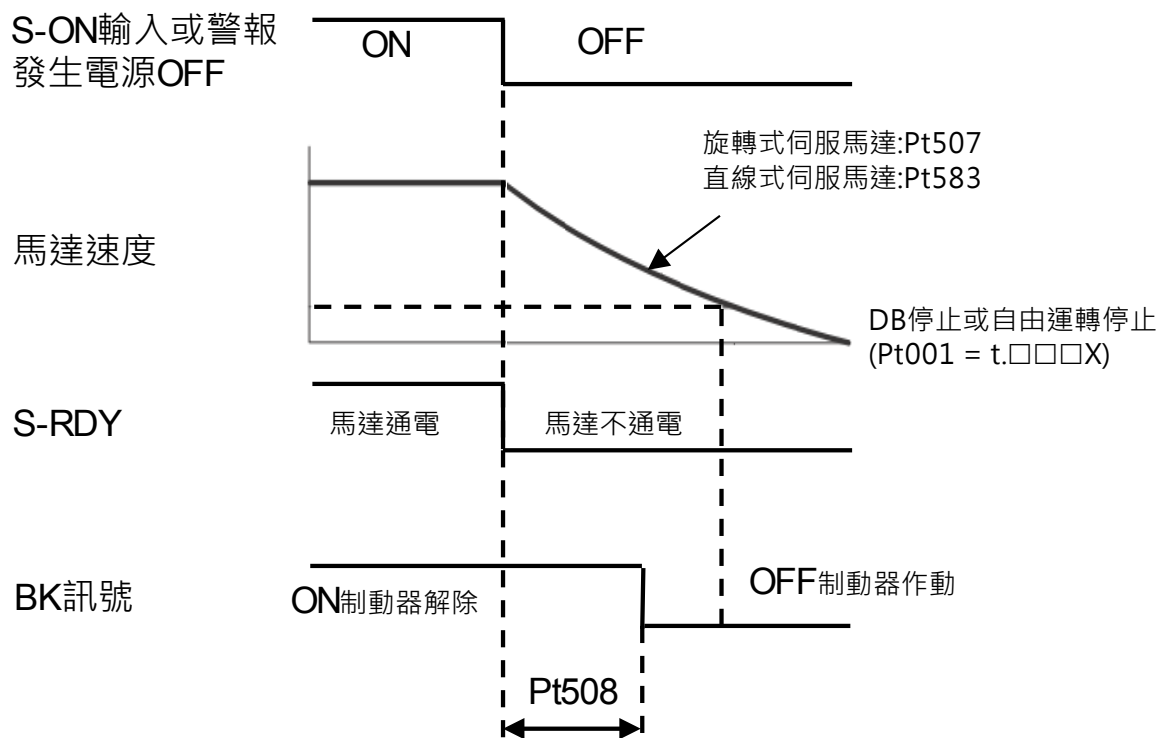 S-ON輸入或警報
發生電源OFF
ON
OFF
旋轉式伺服馬達:Pt507
直線式伺服馬達:Pt583
馬達速度
DB停止或自由運轉停止
(Pt001 = t.□□□X)
S-RDY
馬達通電
馬達不通電
BK訊號
ON制動器解除
OFF制動器作動
Pt508